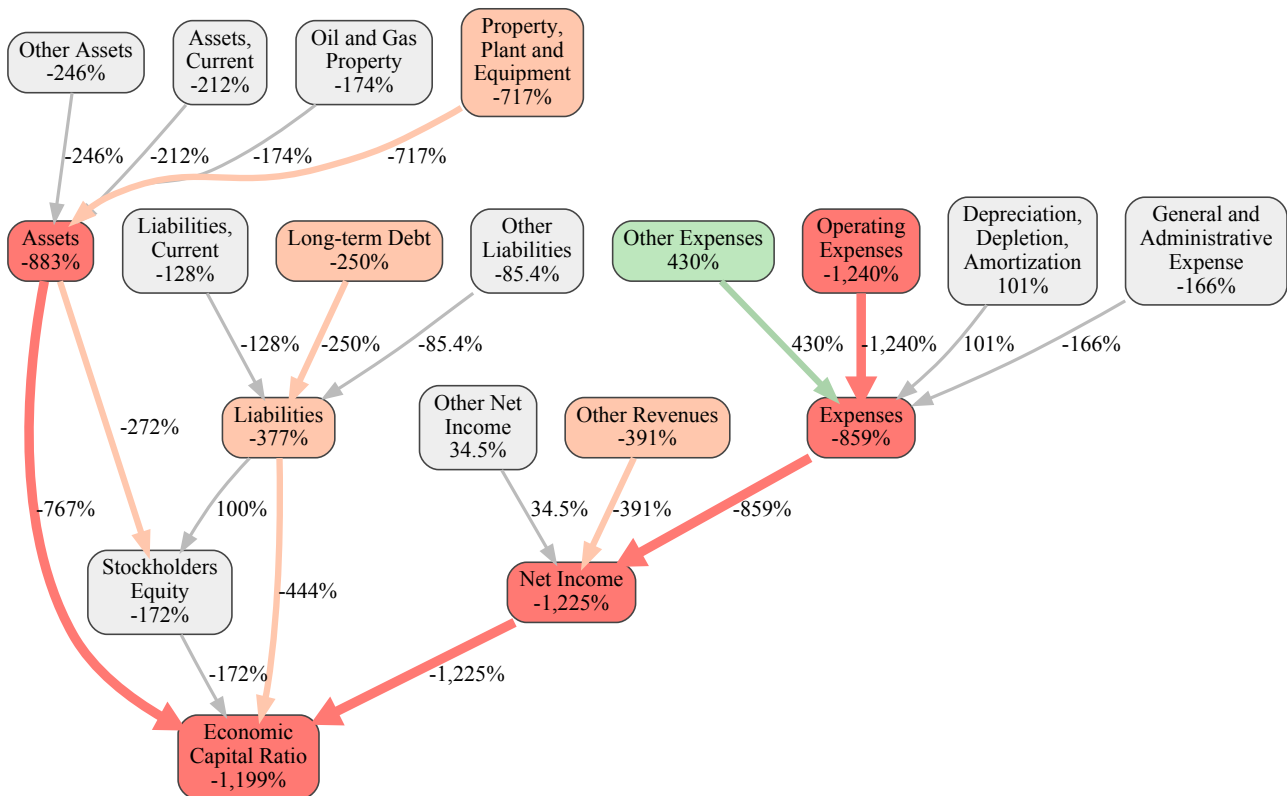 Other Assets
-246%
Assets,
Current
-212%
Oil and Gas
Property
-174%
Property,
Plant and
Equipment
-717%
-246%
-212%
-174%
-717%
Assets
-883%
Liabilities,
Current
-128%
Long-term Debt
-250%
Other
Liabilities
-85.4%
Other Expenses
430%
Operating
Expenses
-1,240%
Depreciation,
Depletion,
Amortization
101%
General and
Administrative
Expense
-166%
-128%
-250%
-85.4%
430%
-1,240%
101%
-166%
-272%
Liabilities
-377%
Other Net
Income
34.5%
Other Revenues
-391%
Expenses
-859%
-767%
100%
34.5%
-391%
-859%
Stockholders
Equity
-172%
-444%
Net Income
-1,225%
-172%
-1,225%
Economic
Capital Ratio
-1,199%